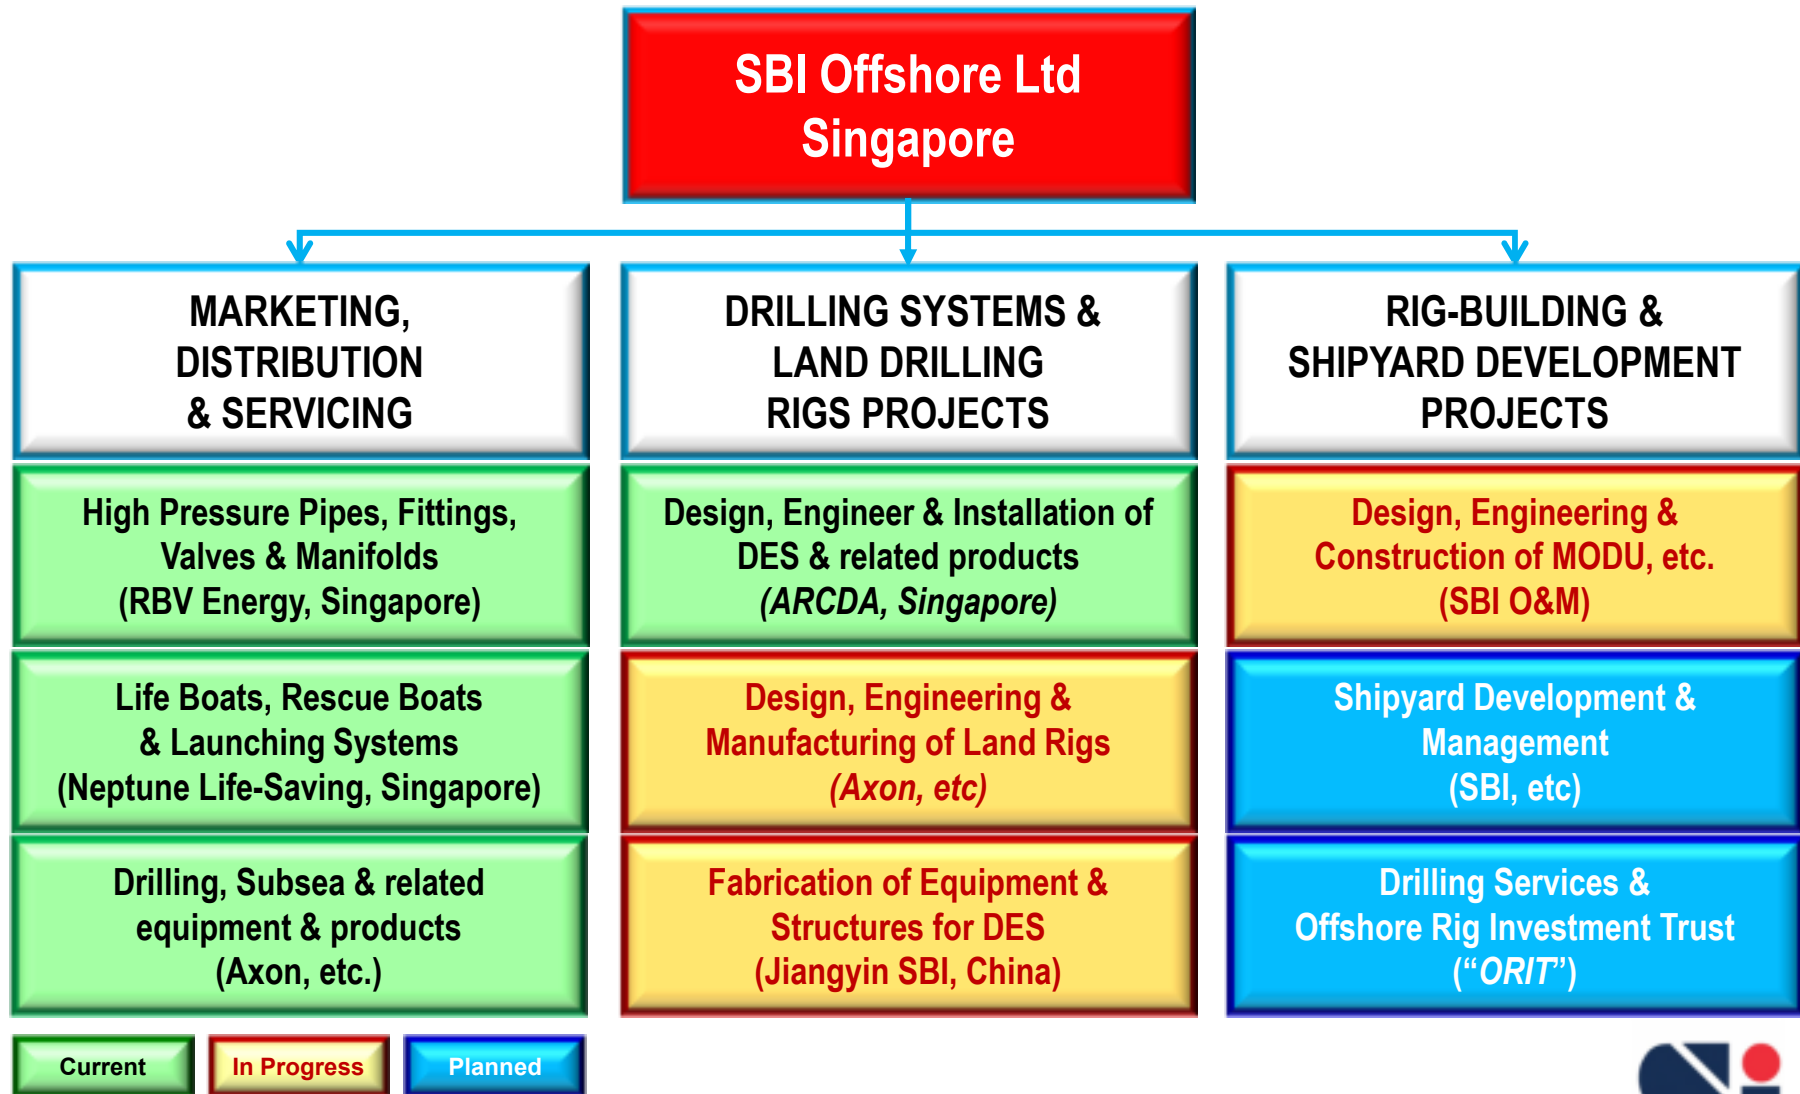 SBI Offshore Ltd
Singapore
MARKETING,
DISTRIBUTION
& SERVICING
High Pressure Pipes, Fittings,
Valves & Manifolds
(RBV Energy, Singapore)
Life Boats, Rescue Boats
& Launching Systems
(Neptune Life-Saving, Singapore)
Drilling, Subsea & related
equipment & products
(Axon, etc.)
DRILLING SYSTEMS &
LAND DRILLING
RIGS PROJECTS
Design, Engineer & Installation of
DES & related products
(ARCDA, Singapore)
Design, Engineering &
Manufacturing of Land Rigs
(Axon, etc)
Fabrication of Equipment &
Structures for DES
(Jiangyin SBI, China)
RIG-BUILDING &
SHIPYARD DEVELOPMENT
PROJECTS
Design, Engineering &
Construction of MODU, etc.
(SBI O&M)
Shipyard Development &
Management
(SBI, etc)
Drilling Services &
Offshore Rig Investment Trust
(“ORIT”)
Current
In Progress
Planned